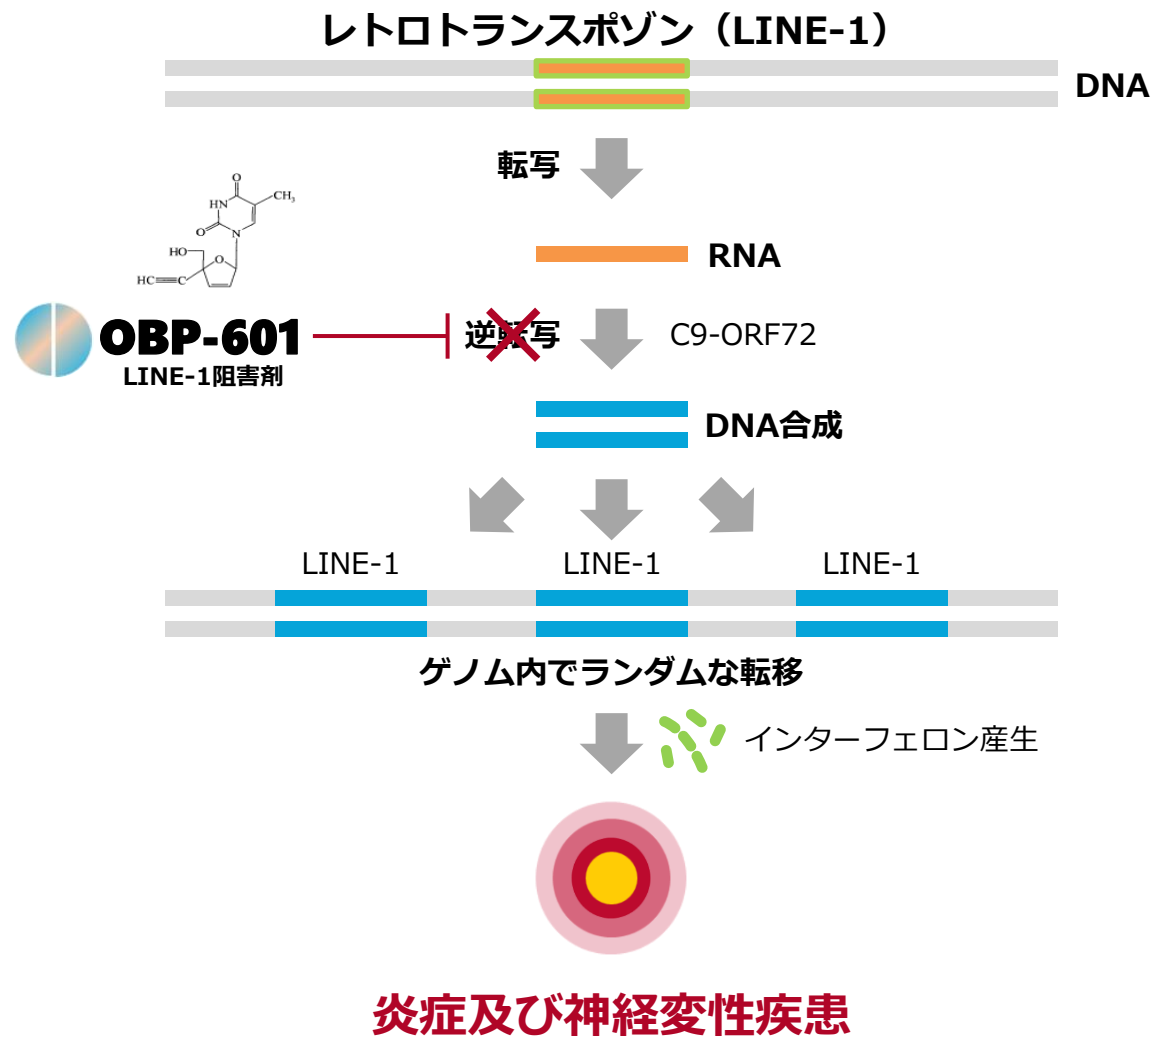 レトロトランスポゾン（LINE-1）
DNA
転写
O
HN
CH₃
O
N
HO
O
HC≡C
RNA
OBP-601
LINE-1阻害剤
逆転写
C9-ORF72
DNA合成
LINE-1
LINE-1
LINE-1
ゲノム内でランダムな転移
インターフェロン産生
炎症及び神経変性疾患